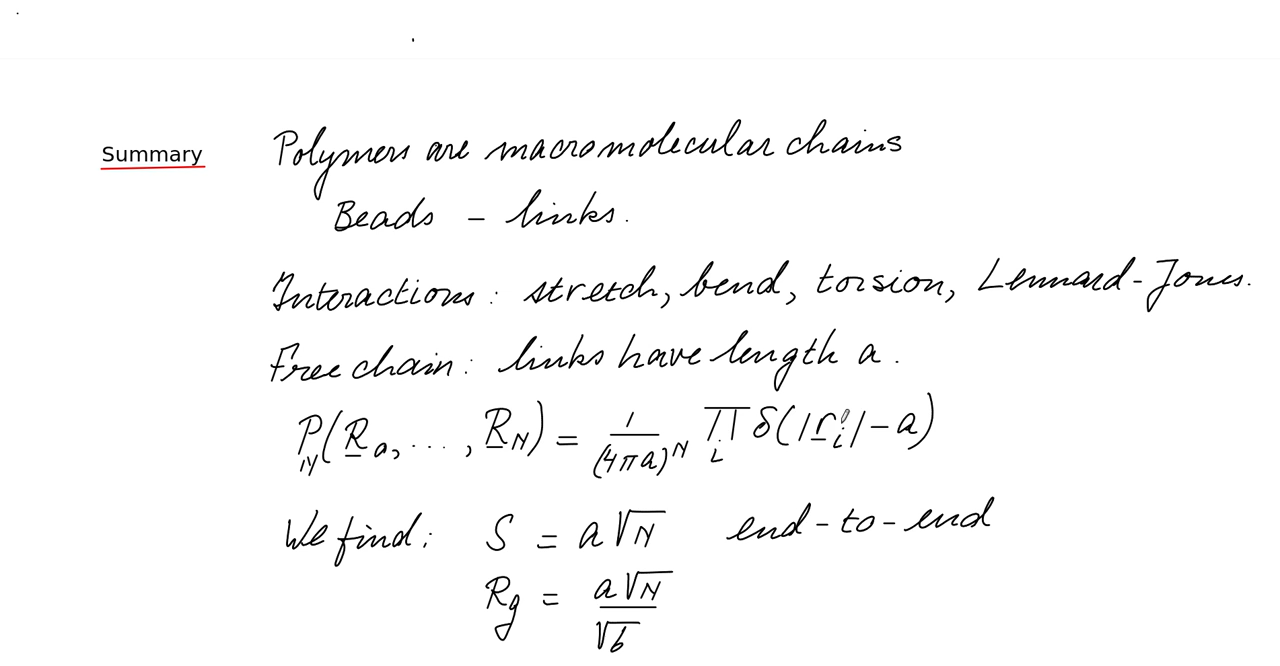 Summary
Polymers are macromolecular chains
Beads - links.
Interactions: stretch, bend, torsion, Lennard-Jones.
Free chain: links have length a.
P_N(R_0, ..., R_N) = 1/(4πa)^N ∏_i δ(|r_i|-a)
We find: S = a√N end-to-end
R_g = a√N/√6